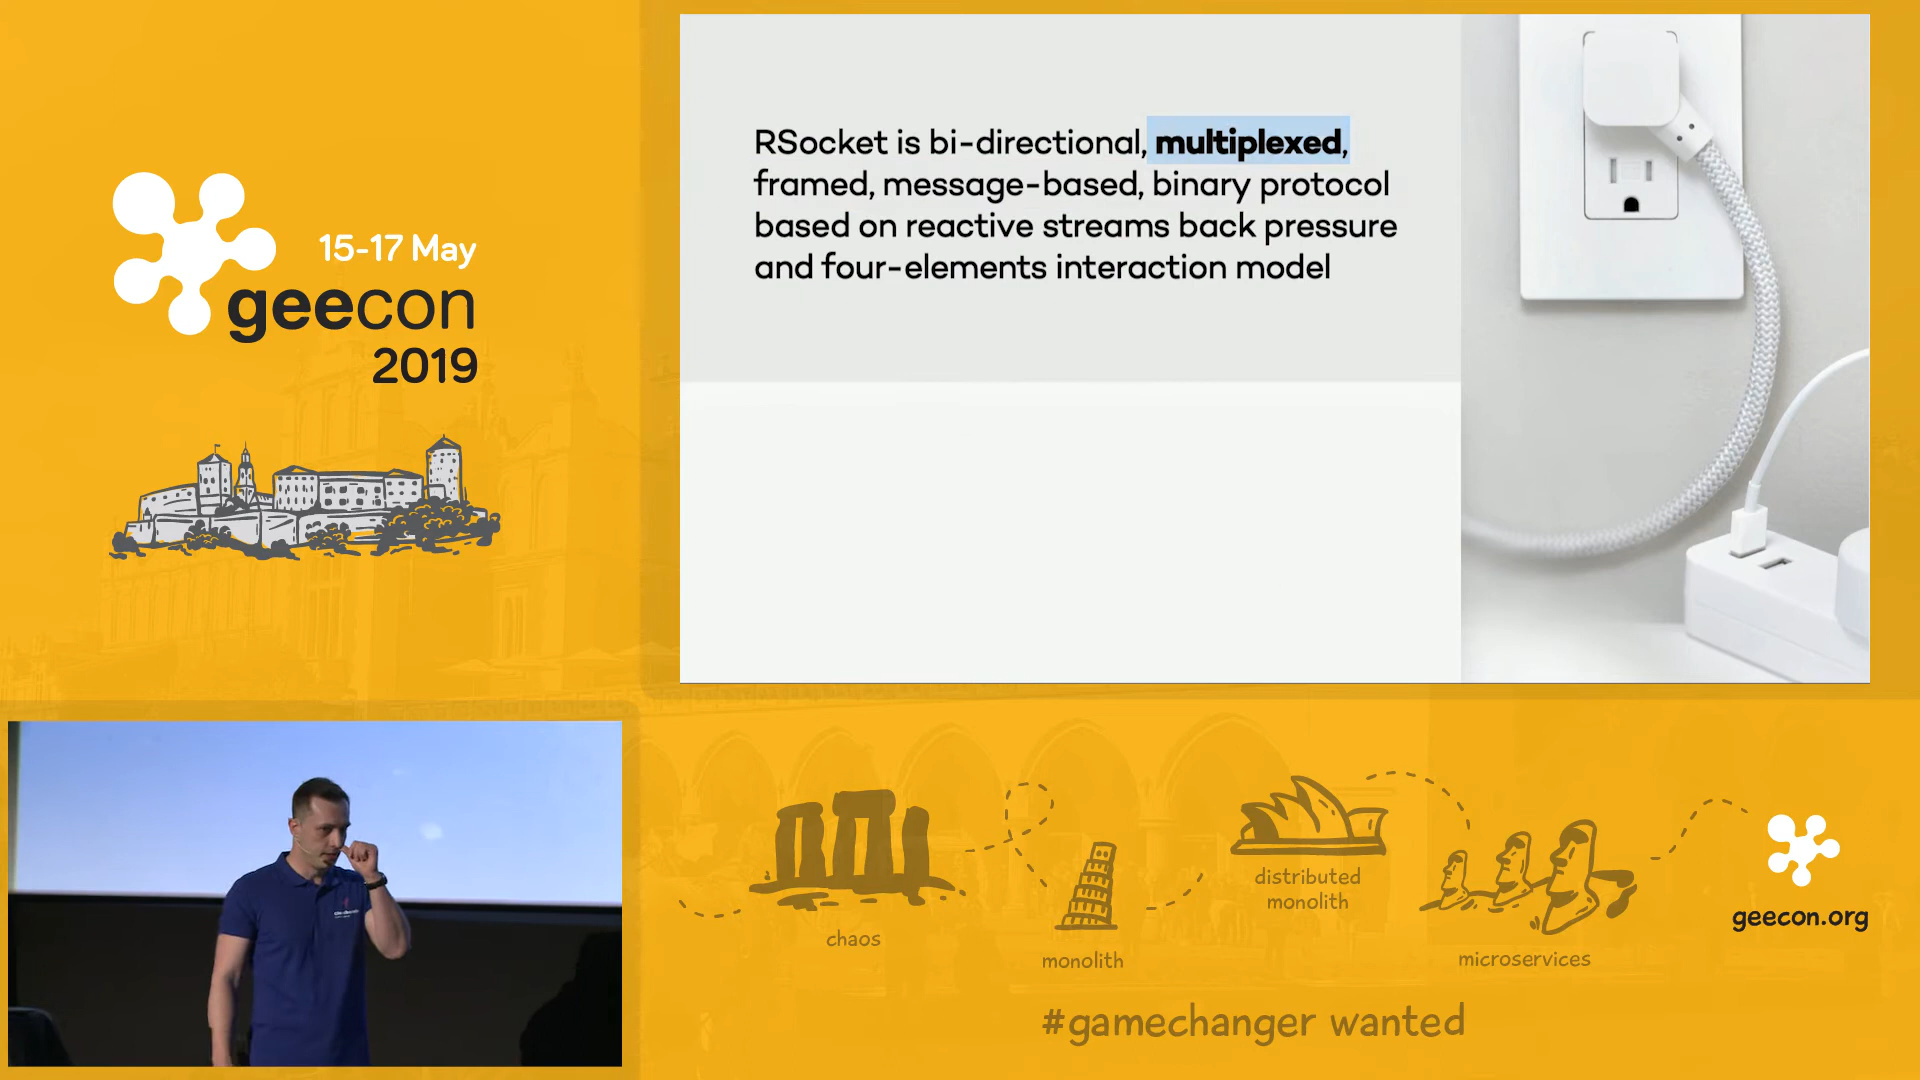 15-17 May
geecon
2019
RSocket is bi-directional, multiplexed,
framed, message-based, binary protocol
based on reactive streams back pressure
and four-elements interaction model
chaos
monolith
distributed
monolith
microservices
geecon.org
#gamechanger wanted